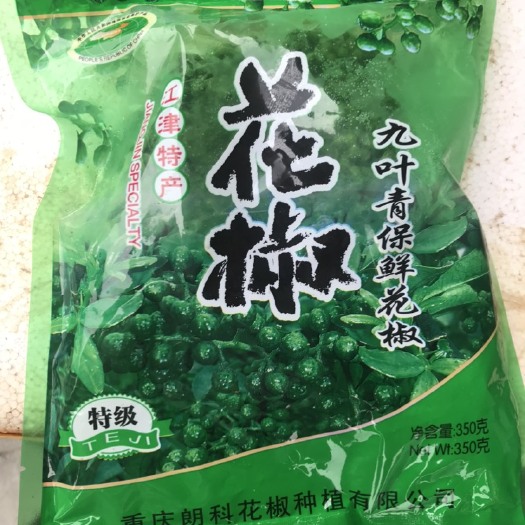 江津特产
JIANGJIN SPECIALTY
花椒
九叶青保鲜花椒
特级
TEJI
净含量:350克
Net Wt:350克
重庆朗科花椒种植有限公司